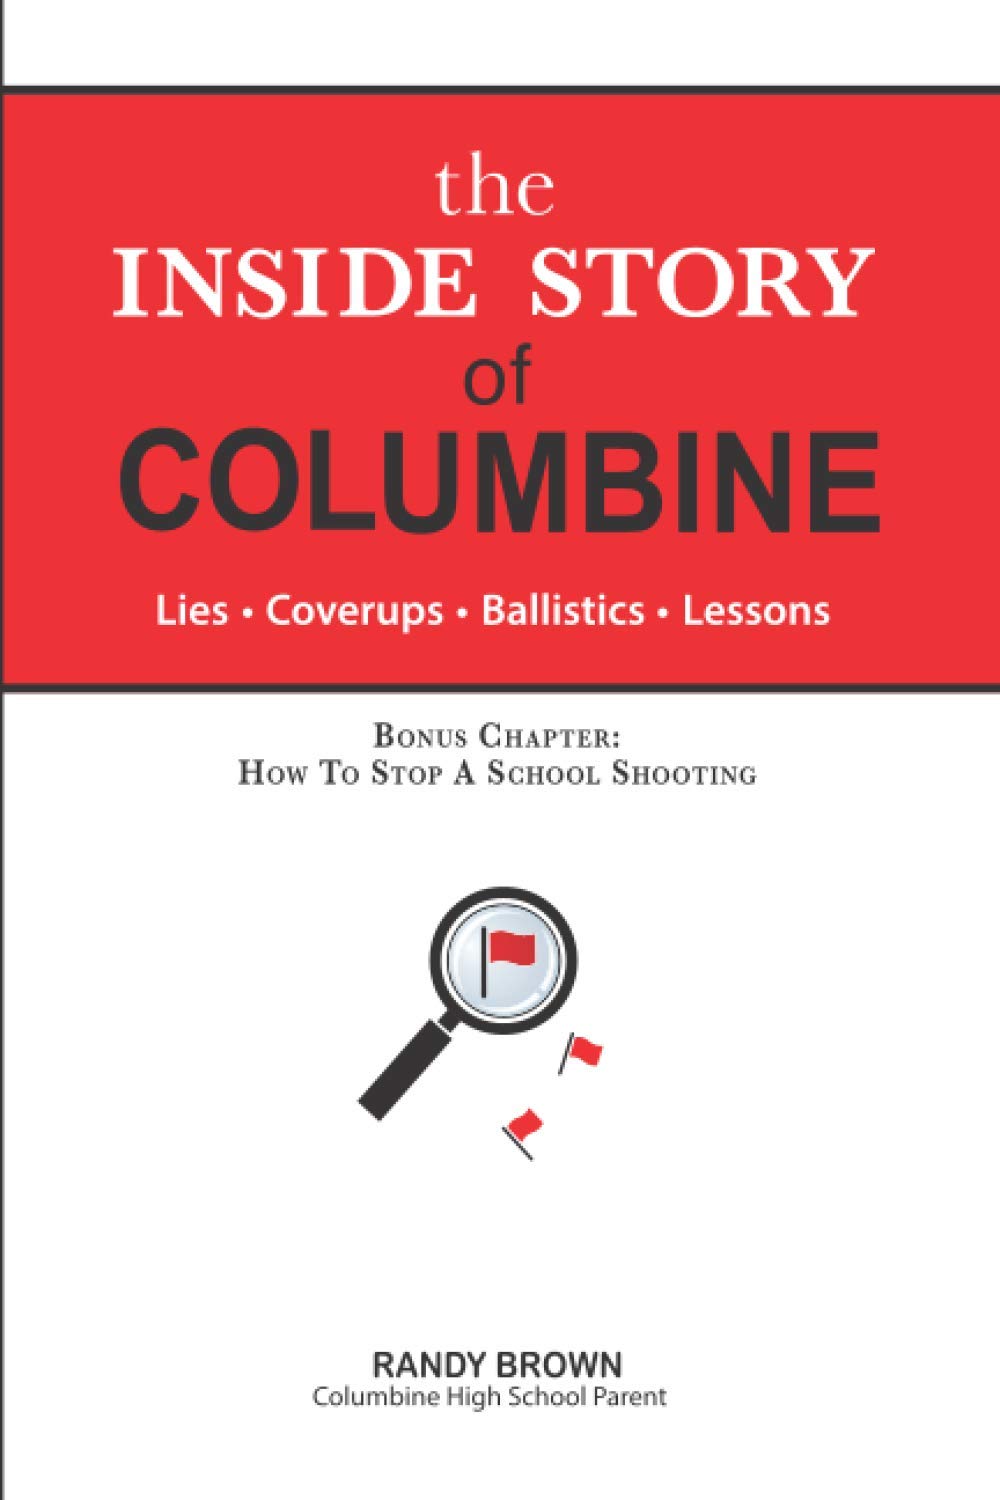 the
INSIDE STORY
of
COLUMBINE
Lies • Coverups • Ballistics • Lessons
BONUS CHAPTER:
HOW TO STOP A SCHOOL SHOOTING
RANDY BROWN
Columbine High School Parent